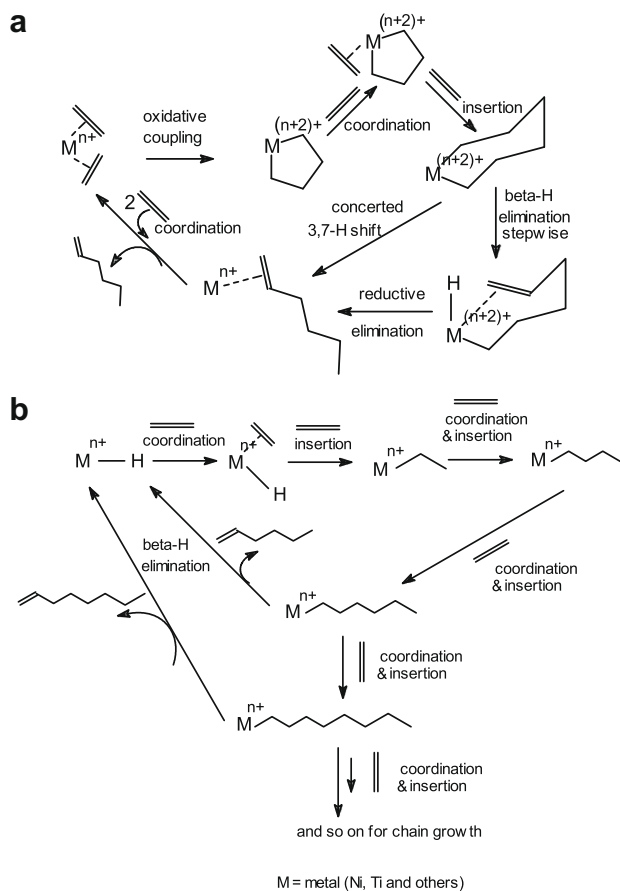 a
M
(n+2)+
n+
M
oxidative
coupling
(n+2)+
M
coordination
insertion
M
(n+2)+
2
coordination
concerted
3,7-H shift
beta-H
elimination
stepwise
n+
M
reductive
elimination
H
M
(n+2)+
b
n+
M
H
coordination
n+
M
H
insertion
n+
M
coordination
& insertion
n+
M
beta-H
elimination
coordination
& insertion
n+
M
coordination
& insertion
n+
M
coordination
& insertion
and so on for chain growth
M = metal (Ni, Ti and others)